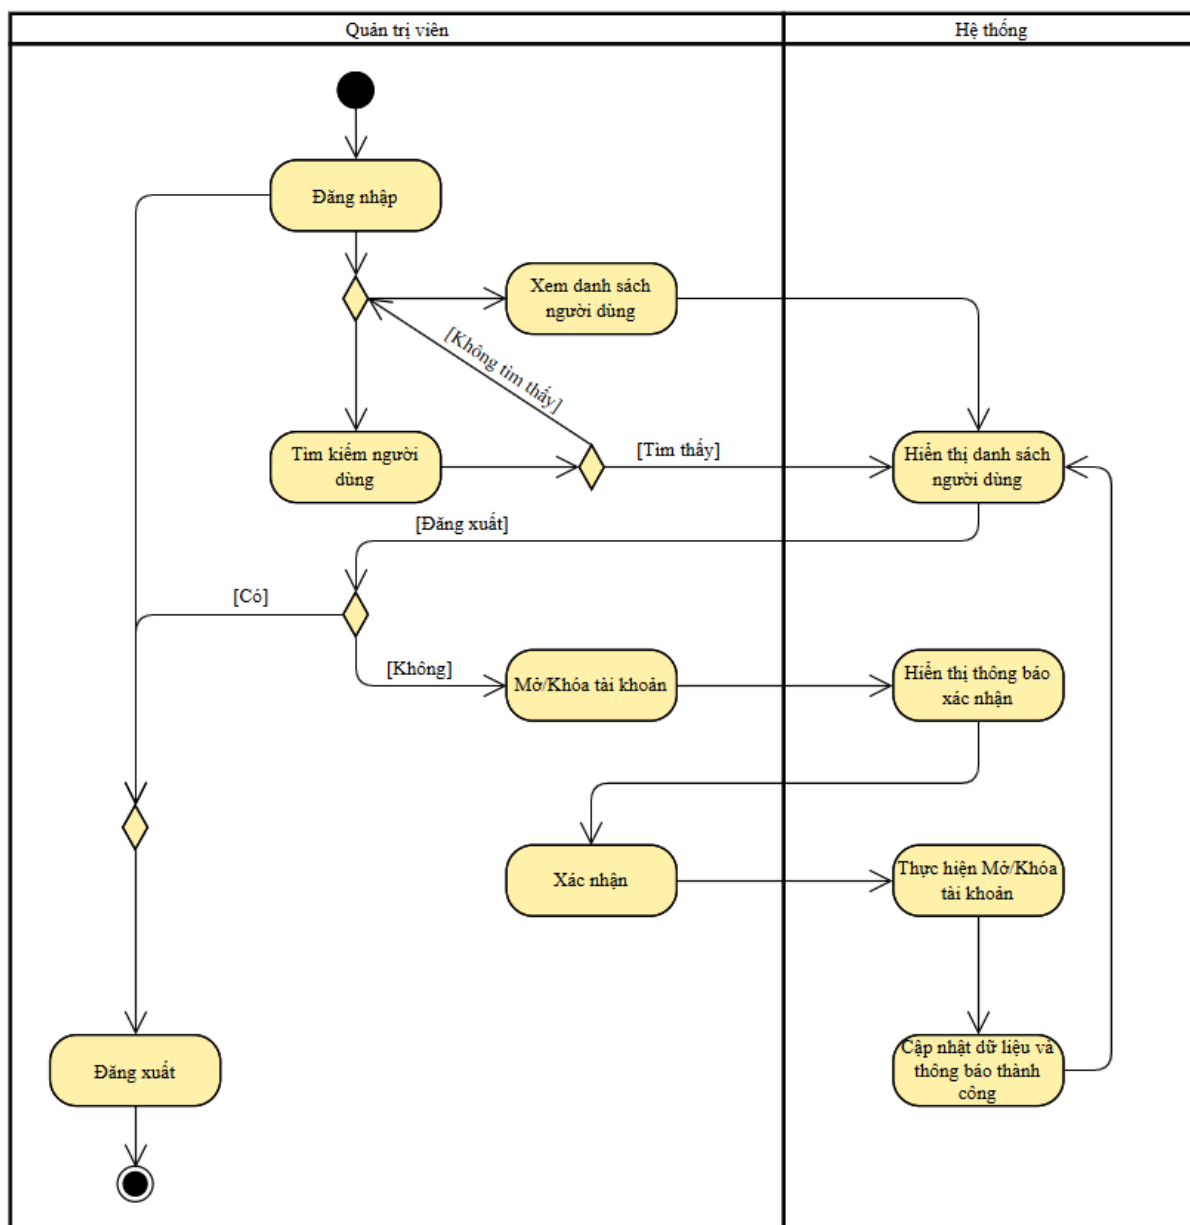 Quản trị viên
Hệ thống
Đăng nhập
Xem danh sách
người dùng
[Không tìm thấy]
Tìm kiếm người
dùng
[Tìm thấy]
Hiển thị danh sách
người dùng
[Đăng xuất]
[Có]
[Không]
Mở/Khóa tài khoản
Hiển thị thông báo
xác nhận
Xác nhận
Thực hiện Mở/Khóa
tài khoản
Đăng xuất
Cập nhật dữ liệu và
thông báo thành
công